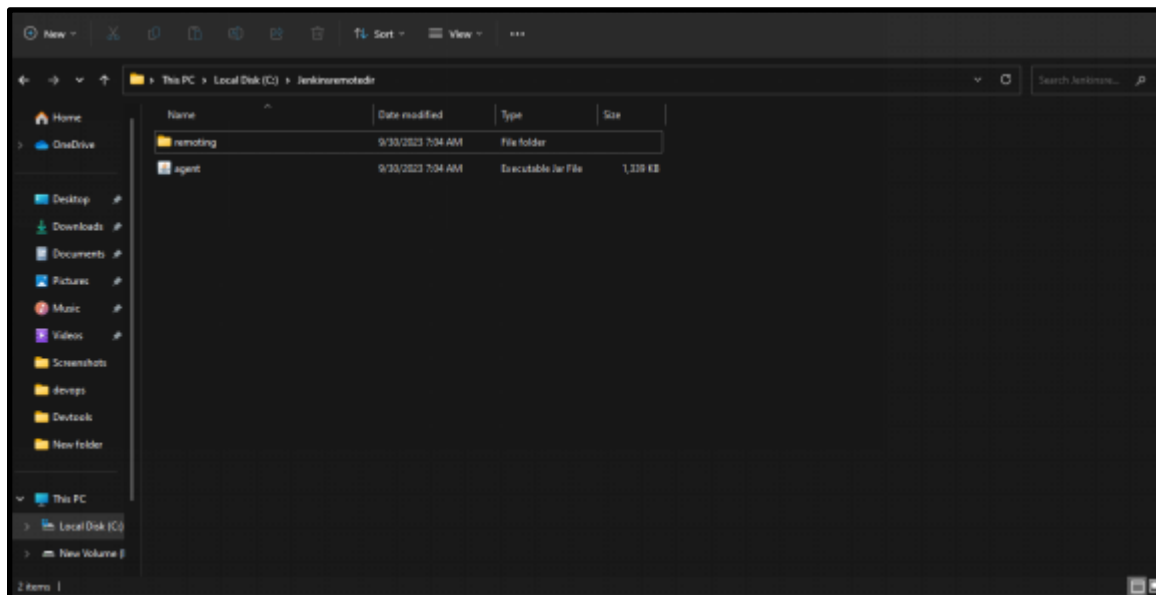 New Sort View
This PC > Local Disk (C:) > Jenkinsremotedir Search Jenkinsre...
Name Date modified Type Size
remoting 9/30/2023 7:04 AM File folder
agent 9/30/2023 7:04 AM Executable Jar File 1,339 KB
Home
OneDrive
Desktop
Downloads
Documents
Pictures
Music
Videos
Screenshots
devops
Devtools
New folder
This PC
Local Disk (C:)
New Volume (
2 items